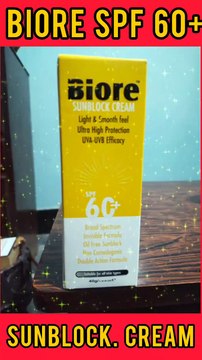 BIORE SPF 60+
Biore
SUNBLOCK CREAM
Light & Smooth Feel
Ultra High Protection
UVA-UVB Efficacy
SPF
60+
Broad Spectrum
Invisible Formula
Oil Free Sunblock
Non Comedogenic
Double Action Formula
Suitable for all skin types
SUNBLOCK. CREAM